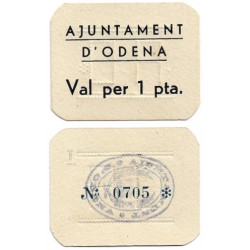 AJUNTAMENT
D'ODENA
Val per 1 pta.
Nº 0705 ✻